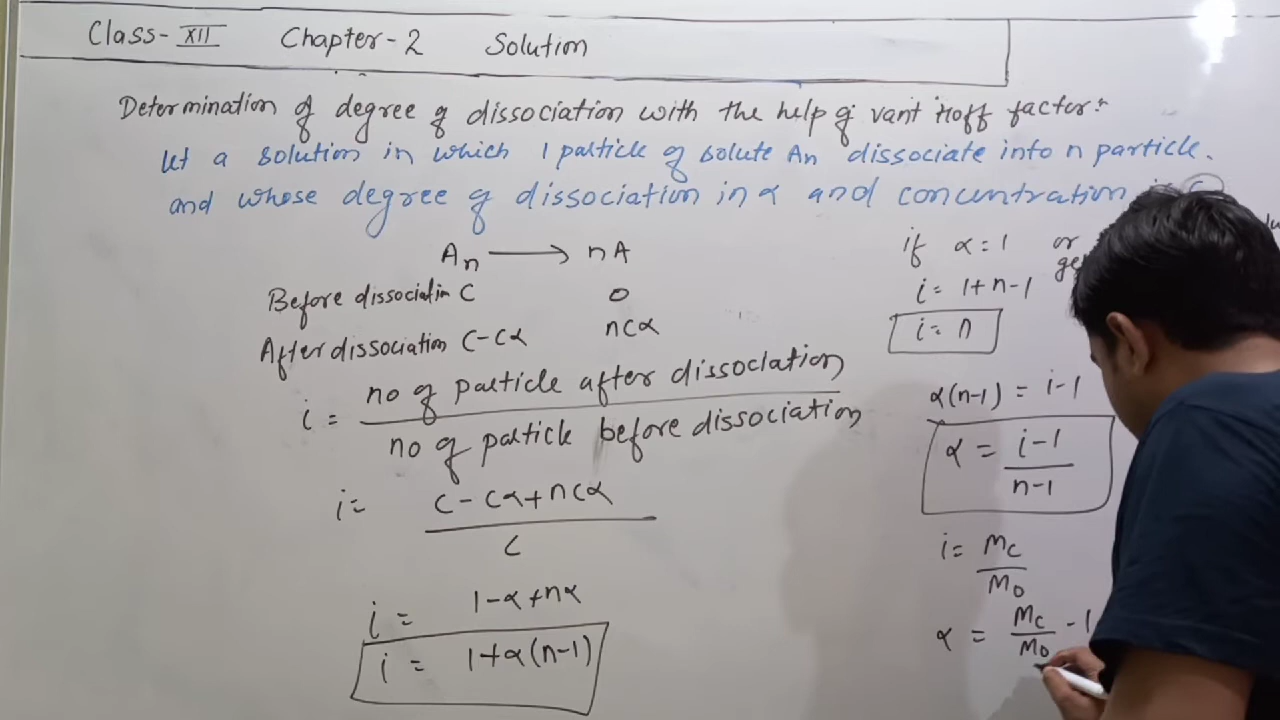 Class-XII Chapter-2 Solution
Determination of degree of dissociation with the help of vant Hoff factor:-
let a solution in which 1 particle of solute An dissociate into n particle.
and whose degree of dissociation in α and concentration
An ⟶ nA
Before dissociatin C 0
After dissociation C-Cα nCα
i = no of particle after dissociation
no of particle before dissociation
i = C - Cα + nCα
C
i = 1-α+nα
i = 1+α(n-1)
if α = 1 or
i = 1+n-1
i = n
α(n-1) = i-1
α = i-1
n-1
i = Mc
Mo
α = Mc - 1
Mo